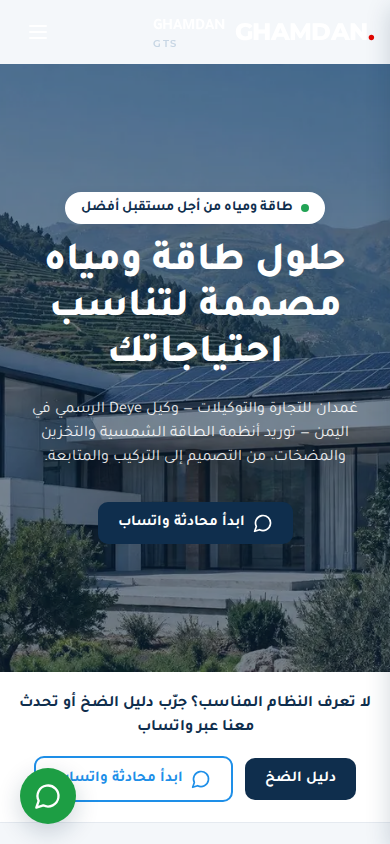 GHAMDAN.
GHAMDAN
GTS
طاقة ومياه من أجل مستقبل أفضل
حلول طاقة ومياه
مصممة لتناسب
احتياجاتك
غمدان للتجارة والتوكيلات — وكيل Deye الرسمي في
اليمن — توريد أنظمة الطاقة الشمسية والتخزين
والمضخات، من التصميم إلى التركيب والمتابعة.
ابدأ محادثة واتساب
لا تعرف النظام المناسب؟ جرّب دليل الضخ أو تحدث
معنا عبر واتساب
دليل الضخ
ابدأ محادثة واتساب